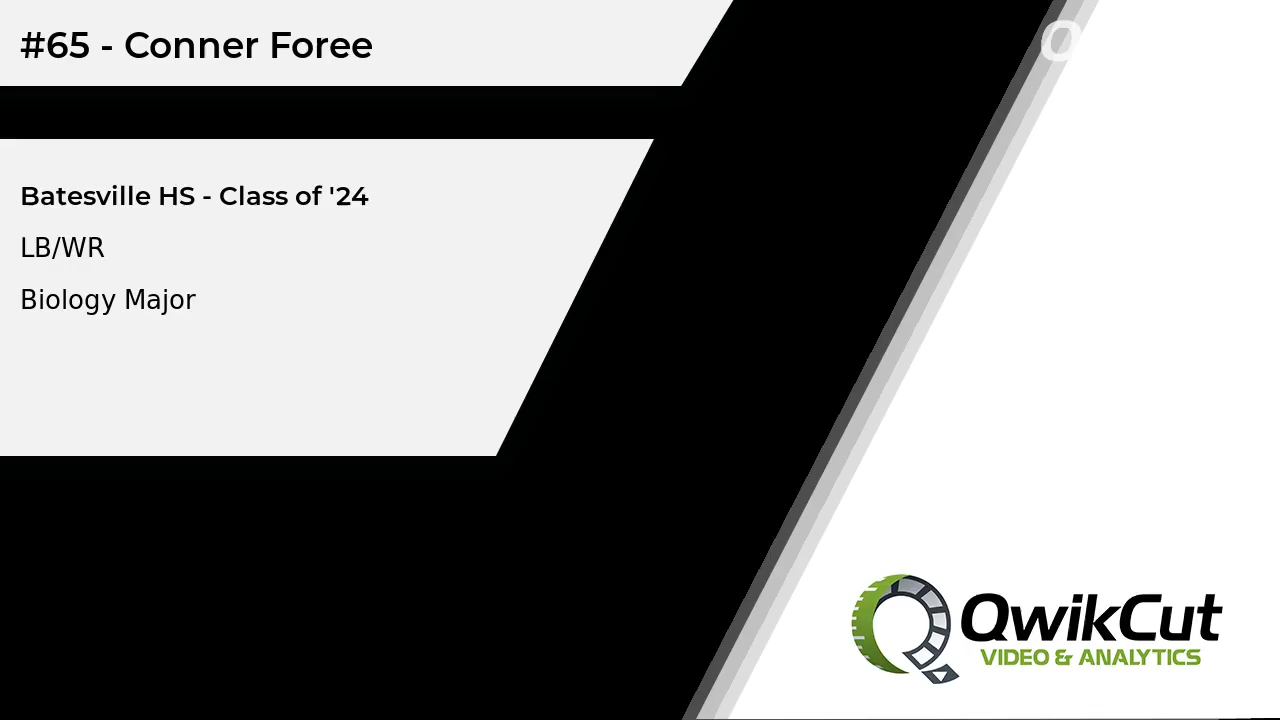 #65 - Conner Foree
Batesville HS - Class of '24
LB/WR
Biology Major
QwikCut
VIDEO & ANALYTICS